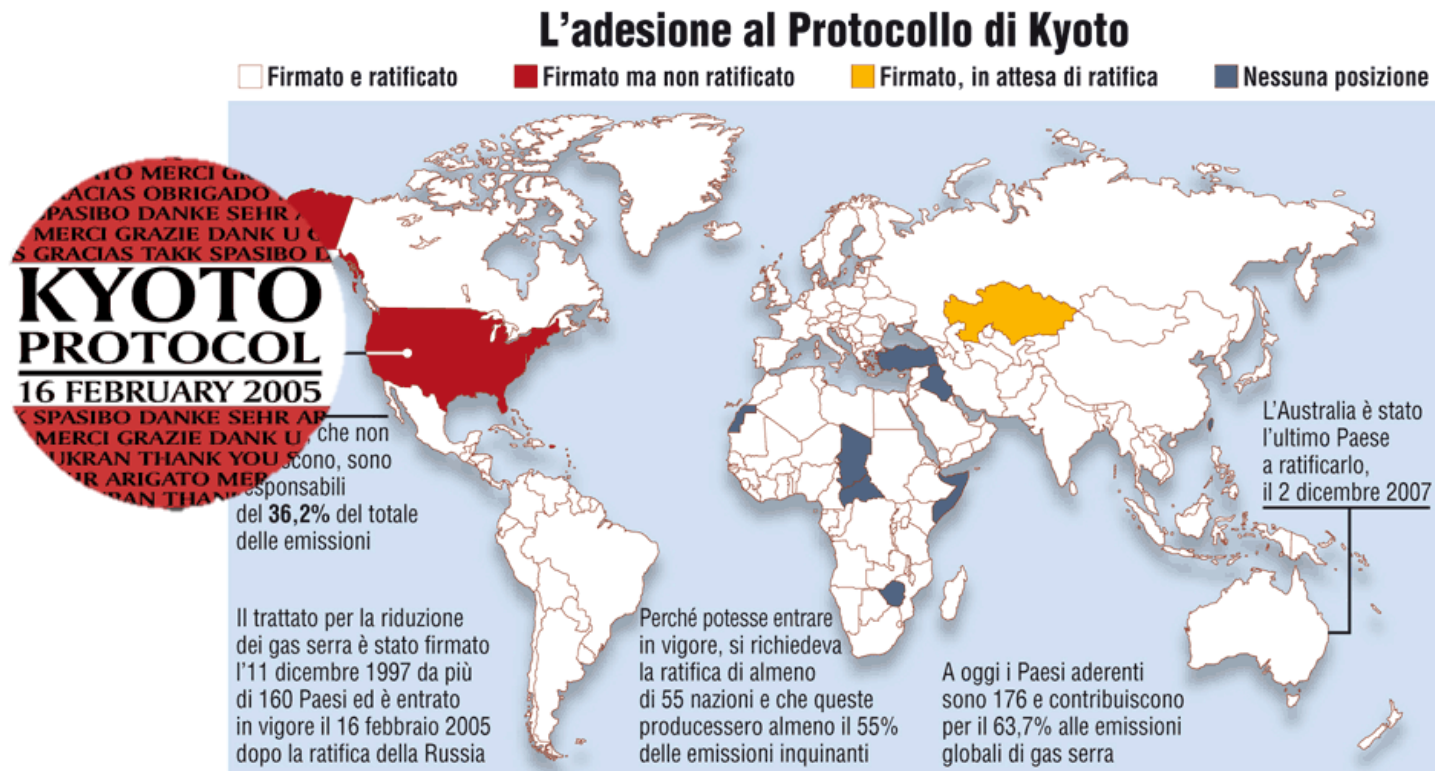 L'adesione al Protocollo di Kyoto
Firmato e ratificato
Firmato ma non ratificato
Firmato, in attesa di ratifica
Nessuna posizione
MERCI
OBRIGADO
SPASIBO DANKE SEHR
MERCI GRAZIE DANK U
GRACIAS TAKK SPASIBO
KYOTO
PROTOCOL
16 FEBRUARY 2005
SPASIBO DANKE SEHR
MERCI GRAZIE DANK U
UKRAN THANK YOU
ARIGATO
che non
sono
responsabili
del 36,2% del totale
delle emissioni
Il trattato per la riduzione
dei gas serra è stato firmato
l'11 dicembre 1997 da più
di 160 Paesi ed è entrato
in vigore il 16 febbraio 2005
dopo la ratifica della Russia
Perché potesse entrare
in vigore, si richiedeva
la ratifica di almeno
di 55 nazioni e che queste
producessero almeno il 55%
delle emissioni inquinanti
A oggi i Paesi aderenti
sono 176 e contribuiscono
per il 63,7% alle emissioni
globali di gas serra
L'Australia è stato
l'ultimo Paese
a ratificarlo,
il 2 dicembre 2007